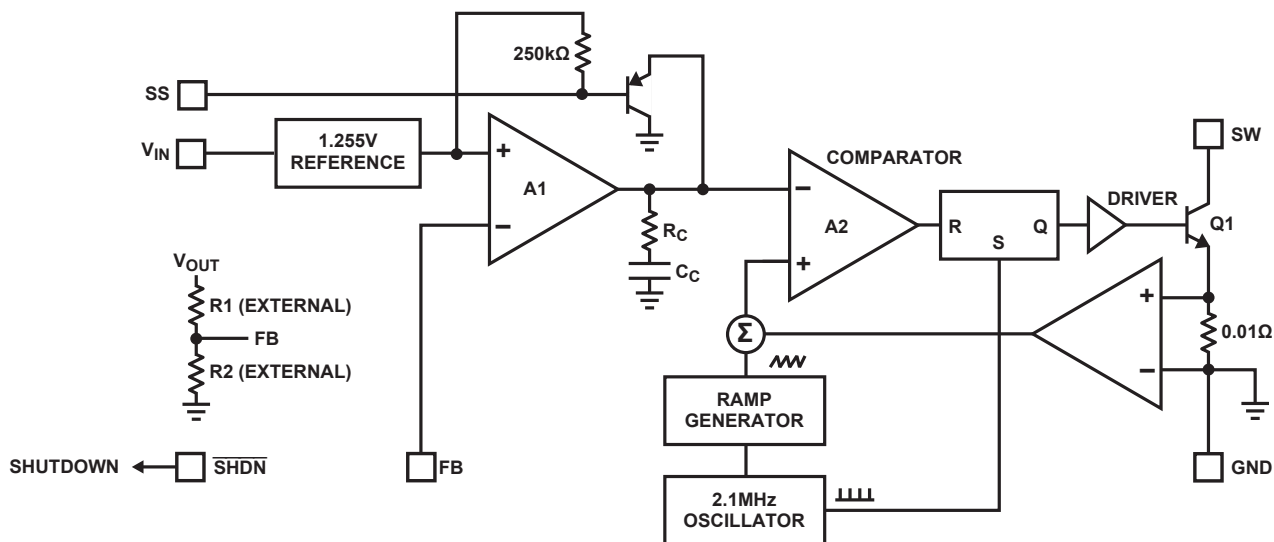 250kΩ
SS
V_IN
1.255V
REFERENCE
+
A1
−
R_C
C_C
COMPARATOR
−
A2
+
R
Q
S
DRIVER
SW
Q1
+
−
0.01Ω
Σ
V_OUT
R1 (EXTERNAL)
FB
R2 (EXTERNAL)
RAMP
GENERATOR
SHUTDOWN
SHDN
FB
2.1MHz
OSCILLATOR
GND